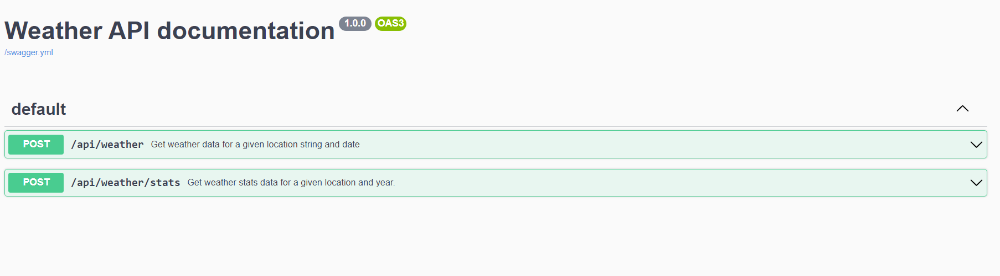 Weather API documentation 1.0.0 OAS3
/swagger.yml
default
POST /api/weather Get weather data for a given location string and date
POST /api/weather/stats Get weather stats data for a given location and year.